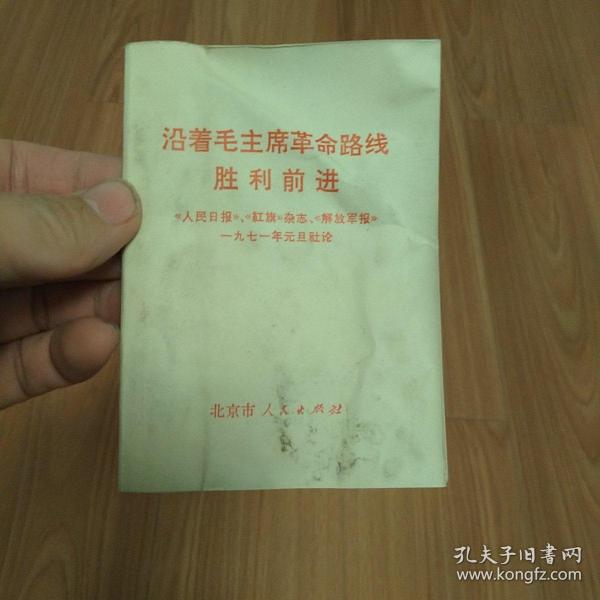 沿着毛主席革命路线
胜利前进
《人民日报》、《红旗》杂志、《解放军报》
一九七一年元旦社论
北京市人民出版社
孔夫子旧书网
www.kongfz.com